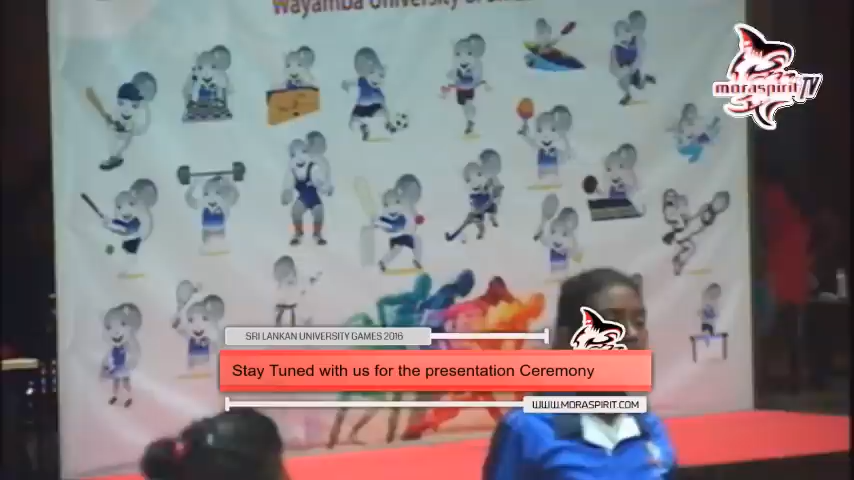 Wayamba University of
moraspirit TV
SRI LANKAN UNIVERSITY GAMES 2016
Stay Tuned with us for the presentation Ceremony
WWW.MORASPIRIT.COM